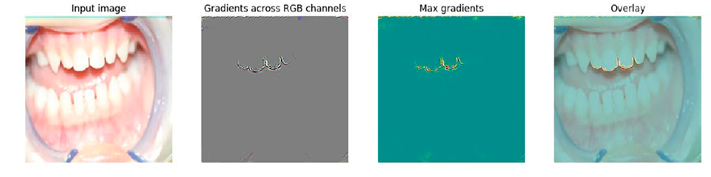 Input image
Gradients across RGB channels
Max gradients
Overlay